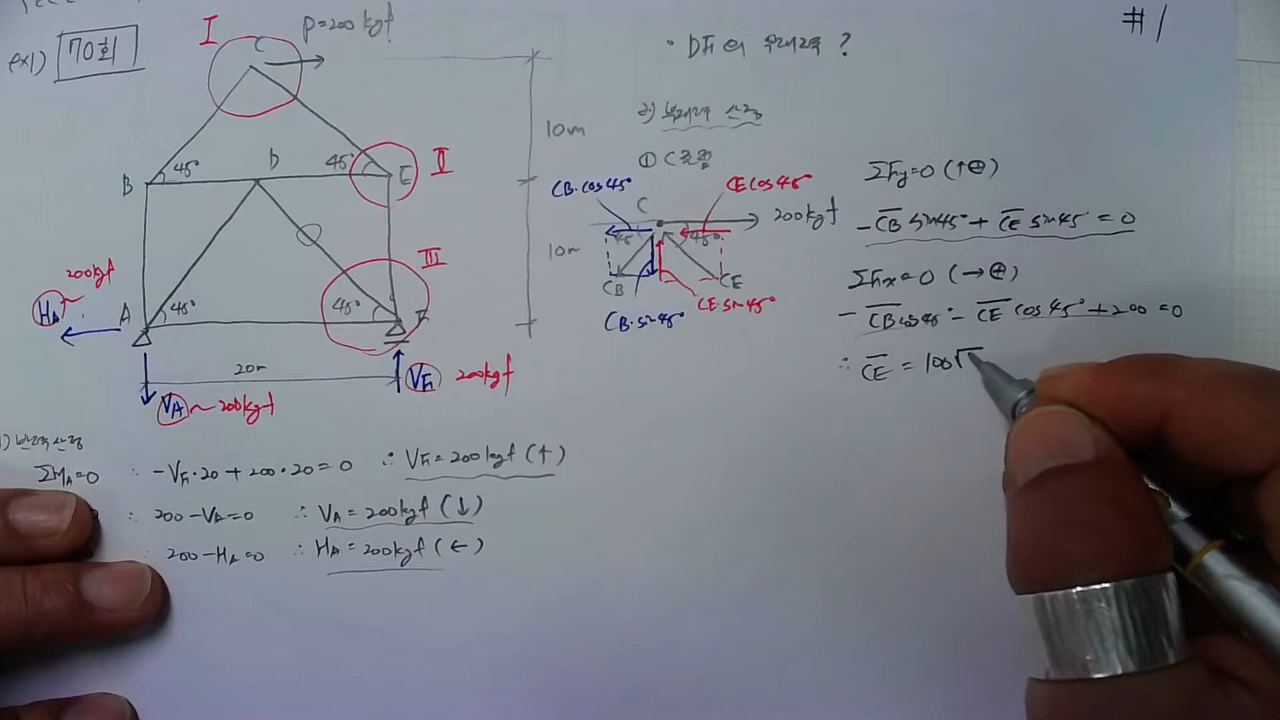 ex1) 70회
I
C
P=200kgf
#1
B
45°
D
45°
E
II
10m
10m
A
45°
45°
F
III
200kgf
HA
20m
VA ~ 200kgf
VF 200kgf
1) 반력산정
ΣMA=0 ∴ -VF·20+200·20=0 ∴ VF=200kgf (↑)
∴ 200-VA=0 ∴ VA=200kgf (↓)
∴ 200-HA=0 ∴ HA=200kgf (←)
• DF의 부재력 ?
2) 부재력 산정
① C절점
CB·cos45°
CE cos45°
C
200kgf
45°
45°
CB
CE
CB·sin45°
CE·sin45°
ΣFy=0 (↑⊕)
-CB sin45°+CE sin45°=0
ΣFx=0 (→⊕)
-CB cos45°-CE cos45°+200=0
∴ CE=100√